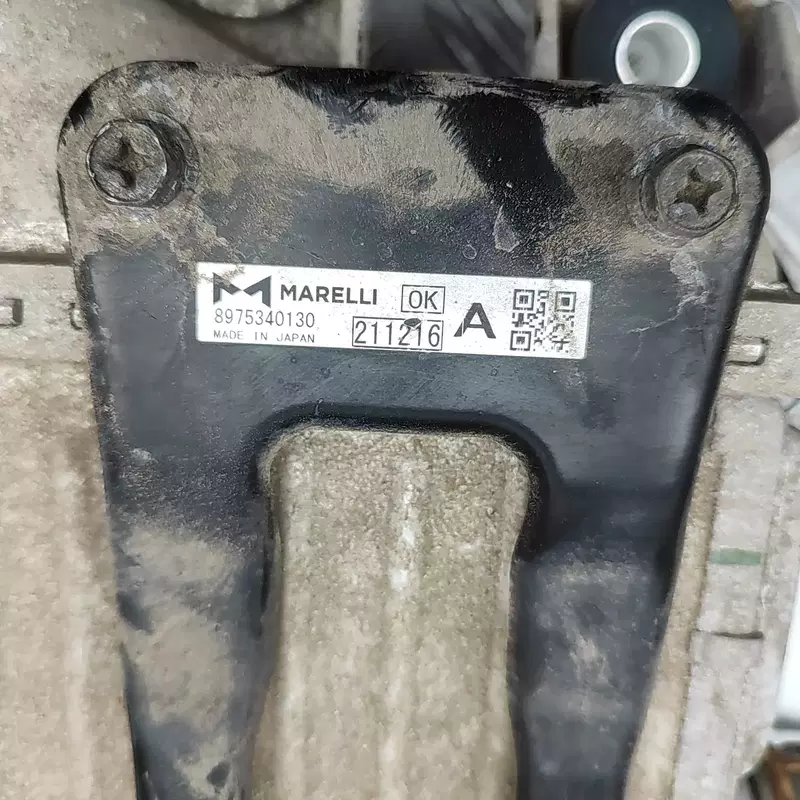 MARELLI OK
8975340130
MADE IN JAPAN 211216 A